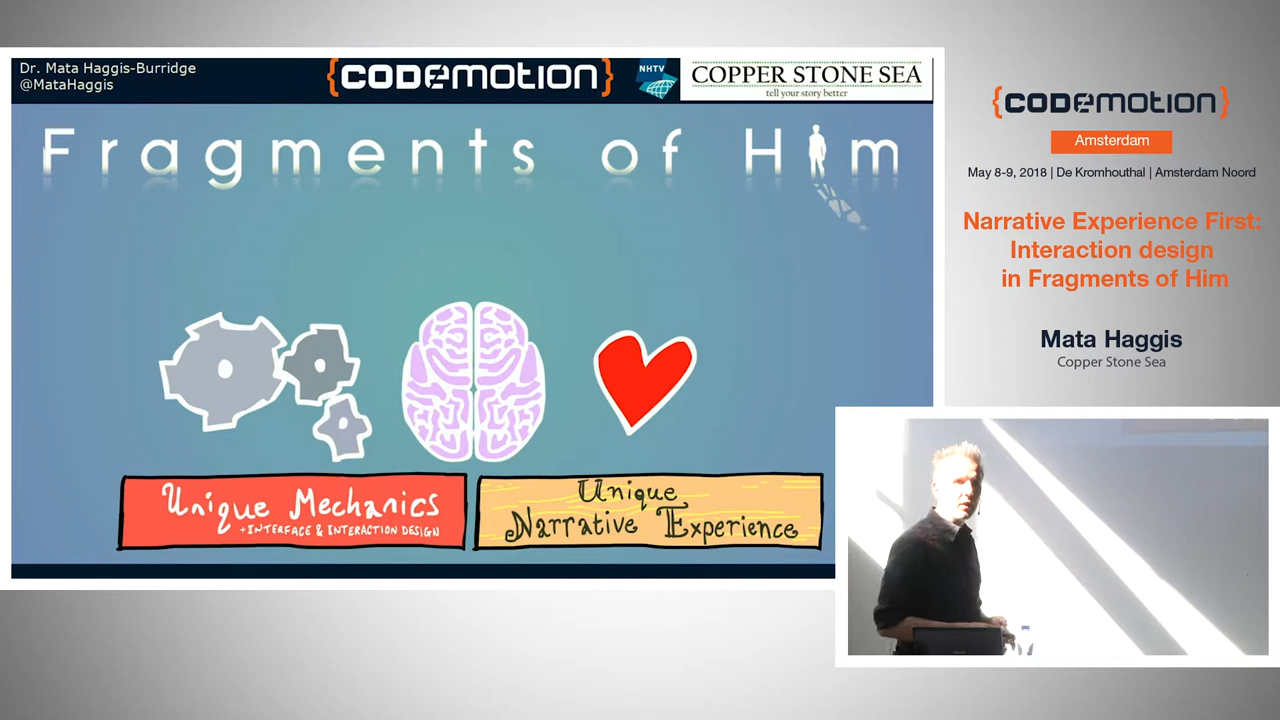 Dr. Mata Haggis-Burridge
@MataHaggis
{CODEMOTION}
NHTV
COPPER STONE SEA
tell your story better
Fragments of Him
Unique Mechanics
+INTERFACE & INTERACTION DESIGN
Unique
Narrative Experience
{CODEMOTION}
Amsterdam
May 8-9, 2018 | De Kromhouthal | Amsterdam Noord
Narrative Experience First:
Interaction design
in Fragments of Him
Mata Haggis
Copper Stone Sea